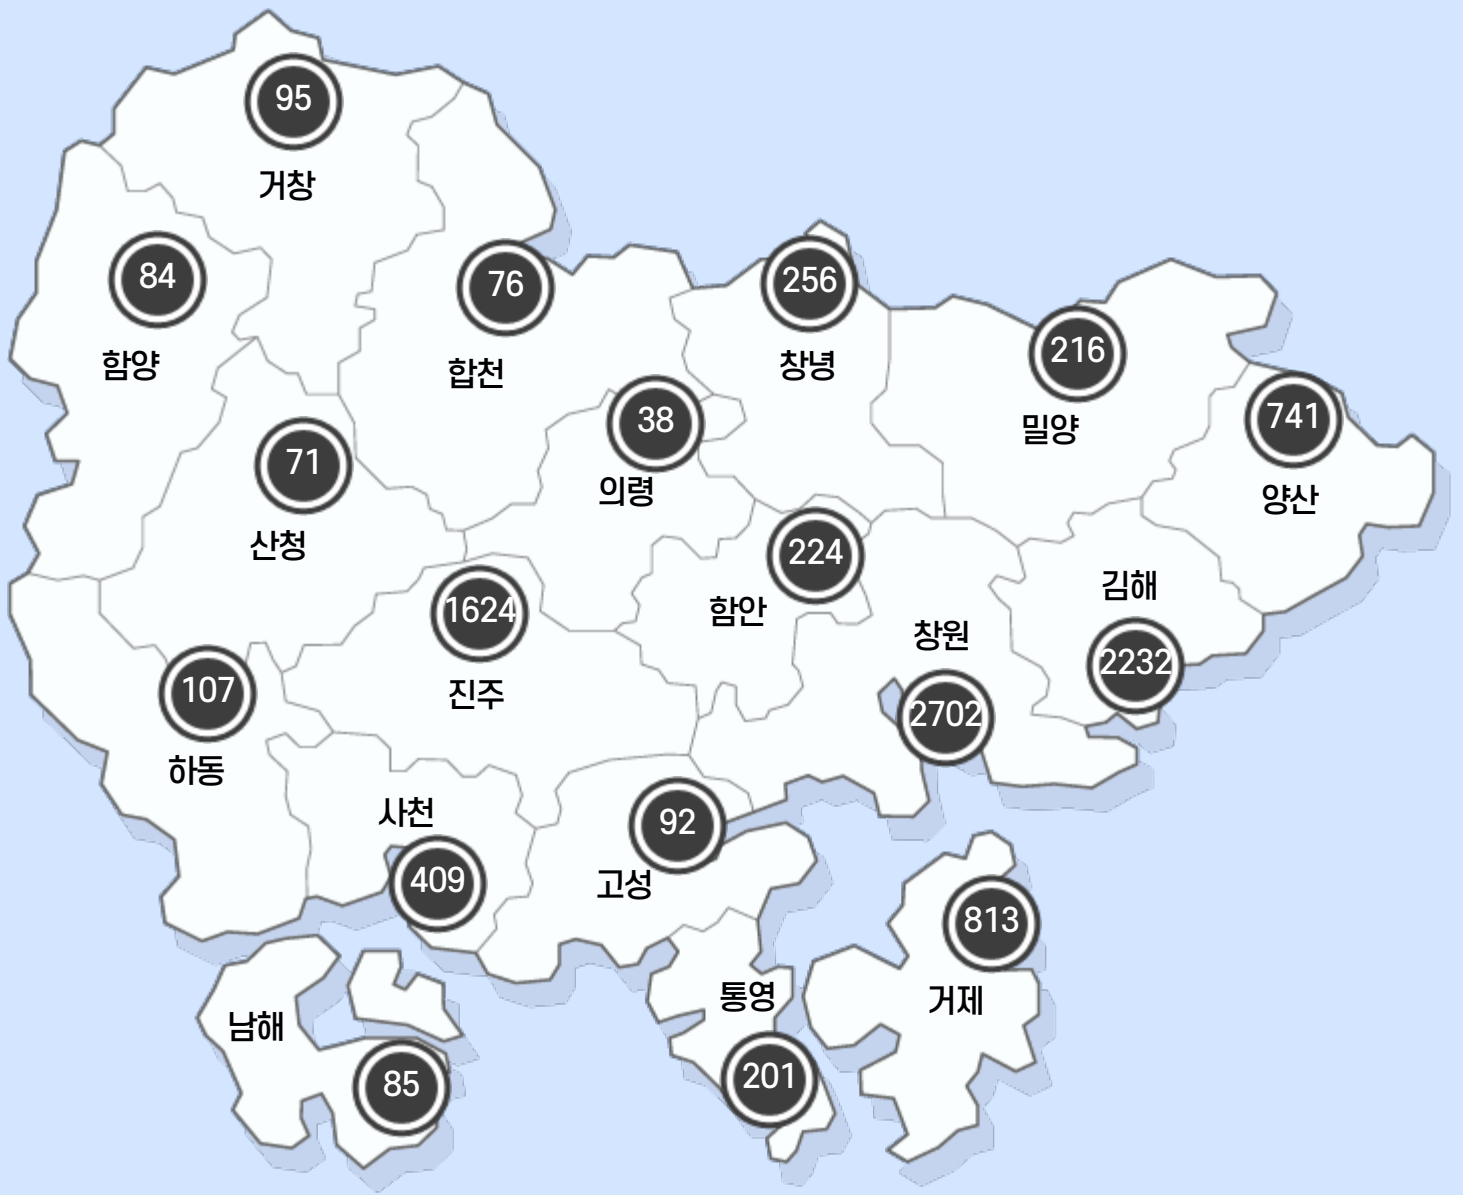 95
거창
84
함양
76
합천
256
창녕
216
밀양
741
양산
38
의령
71
산청
224
함안
김해
2232
1624
진주
창원
2702
107
하동
사천
409
92
고성
813
거제
통영
201
남해
85